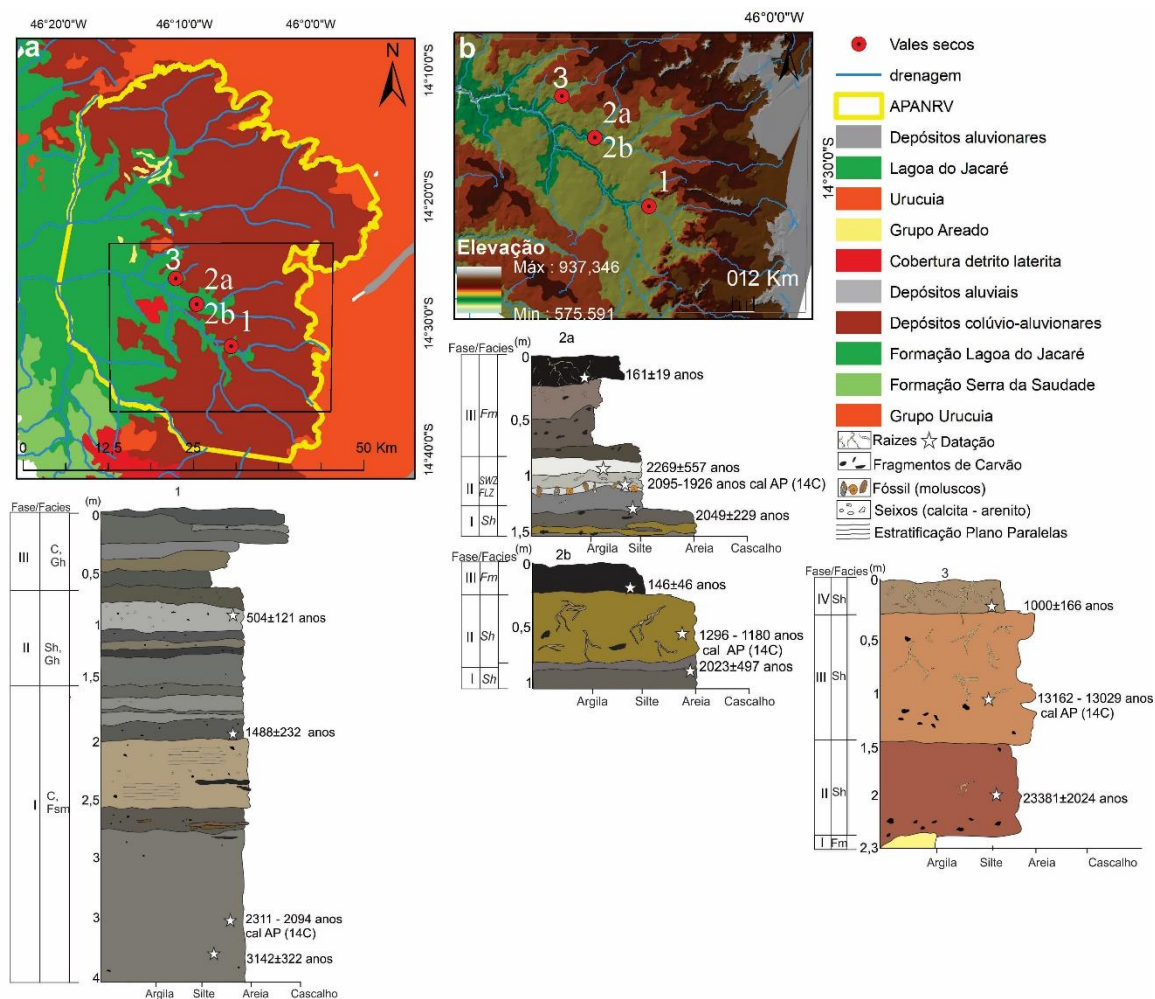 46°20'0"W
46°10'0"W
46°0'0"W
a
N
14°10'0"S
14°20'0"S
14°30'0"S
14°40'0"S
3
2a
2b
1
0
12,5
25
50 Km
46°0'0"W
b
3
2a
2b
1
14°30'0"S
Elevação
Máx : 937,346
Mín : 575,591
012 Km
Vales secos
drenagem
APANRV
Depósitos aluvionares
Lagoa do Jacaré
Urucuia
Grupo Areado
Cobertura detrito laterita
Depósitos aluviais
Depósitos colúvio-aluvionares
Formação Lagoa do Jacaré
Formação Serra da Saudade
Grupo Urucuia
Raizes
Datação
Fragmentos de Carvão
Fóssil (moluscos)
Seixos (calcita - arenito)
Estratificação Plano Paralelas
1
Fase/Facies
(m)
0
III
C,
Gh
0,5
504±121 anos
1
II
Sh,
Gh
1,5
1488±232 anos
2
I
C,
Fsm
2,5
3
3
2311 - 2094 anos
cal AP (14C)
3142±322 anos
4
Argila
Silte
Areia
Cascalho
2a
Fase/Facies
(m)
0
161±19 anos
III
Fm
0,5
2269±557 anos
1
II
SWZ
FLZ
2095-1926 anos cal AP (14C)
2049±229 anos
I
Sh
1,5
Argila
Silte
Areia
Cascalho
2b
Fase/Facies
(m)
0
III
Fm
146±46 anos
II
Sh
0,5
1296 - 1180 anos
cal AP (14C)
2023±497 anos
I
Sh
1
Argila
Silte
Areia
Cascalho
3
Fase/Facies
(m)
0
IV
Sh
1000±166 anos
0,5
III
Sh
1
13162 - 13029 anos
cal AP (14C)
1,5
II
Sh
2
23381±2024 anos
I
Fm
2,3
Argila
Silte
Areia
Cascalho